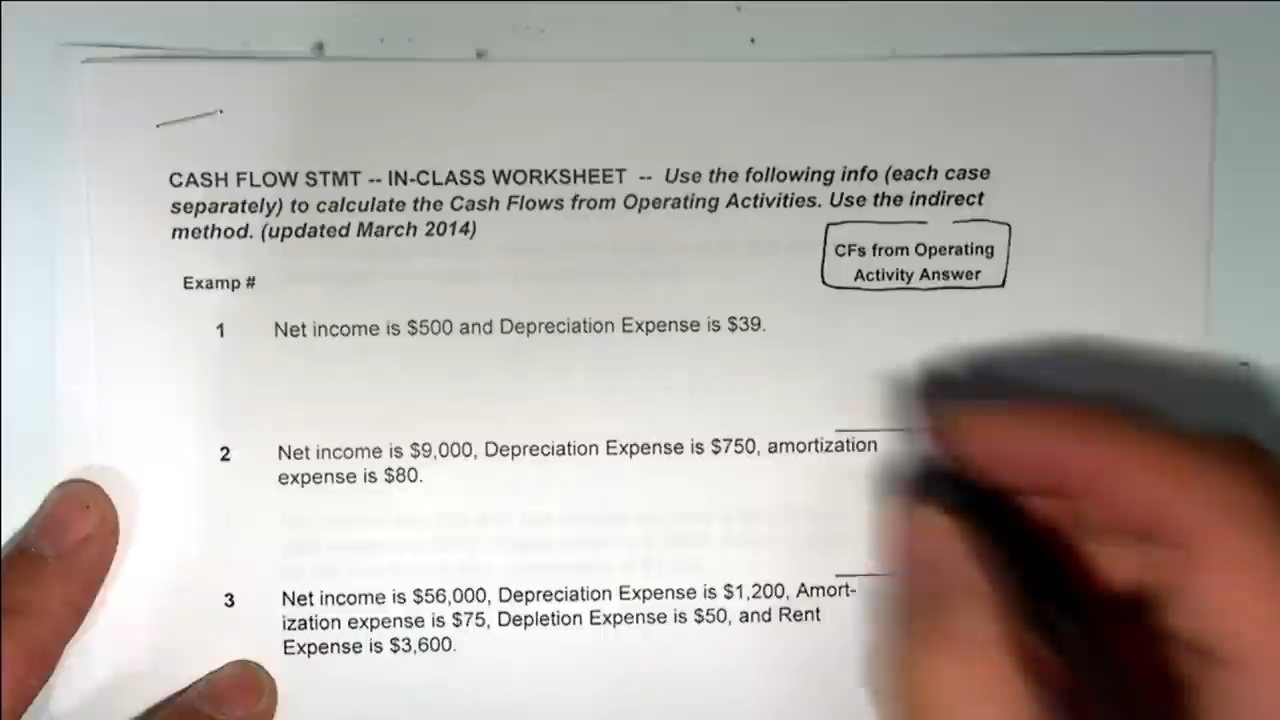 CASH FLOW STMT -- IN-CLASS WORKSHEET -- Use the following info (each case
separately) to calculate the Cash Flows from Operating Activities. Use the indirect
method. (updated March 2014)
CFs from Operating
Activity Answer
Examp #
1 Net income is $500 and Depreciation Expense is $39.
2 Net income is $9,000, Depreciation Expense is $750, amortization
expense is $80.
3 Net income is $56,000, Depreciation Expense is $1,200, Amort-
ization expense is $75, Depletion Expense is $50, and Rent
Expense is $3,600.